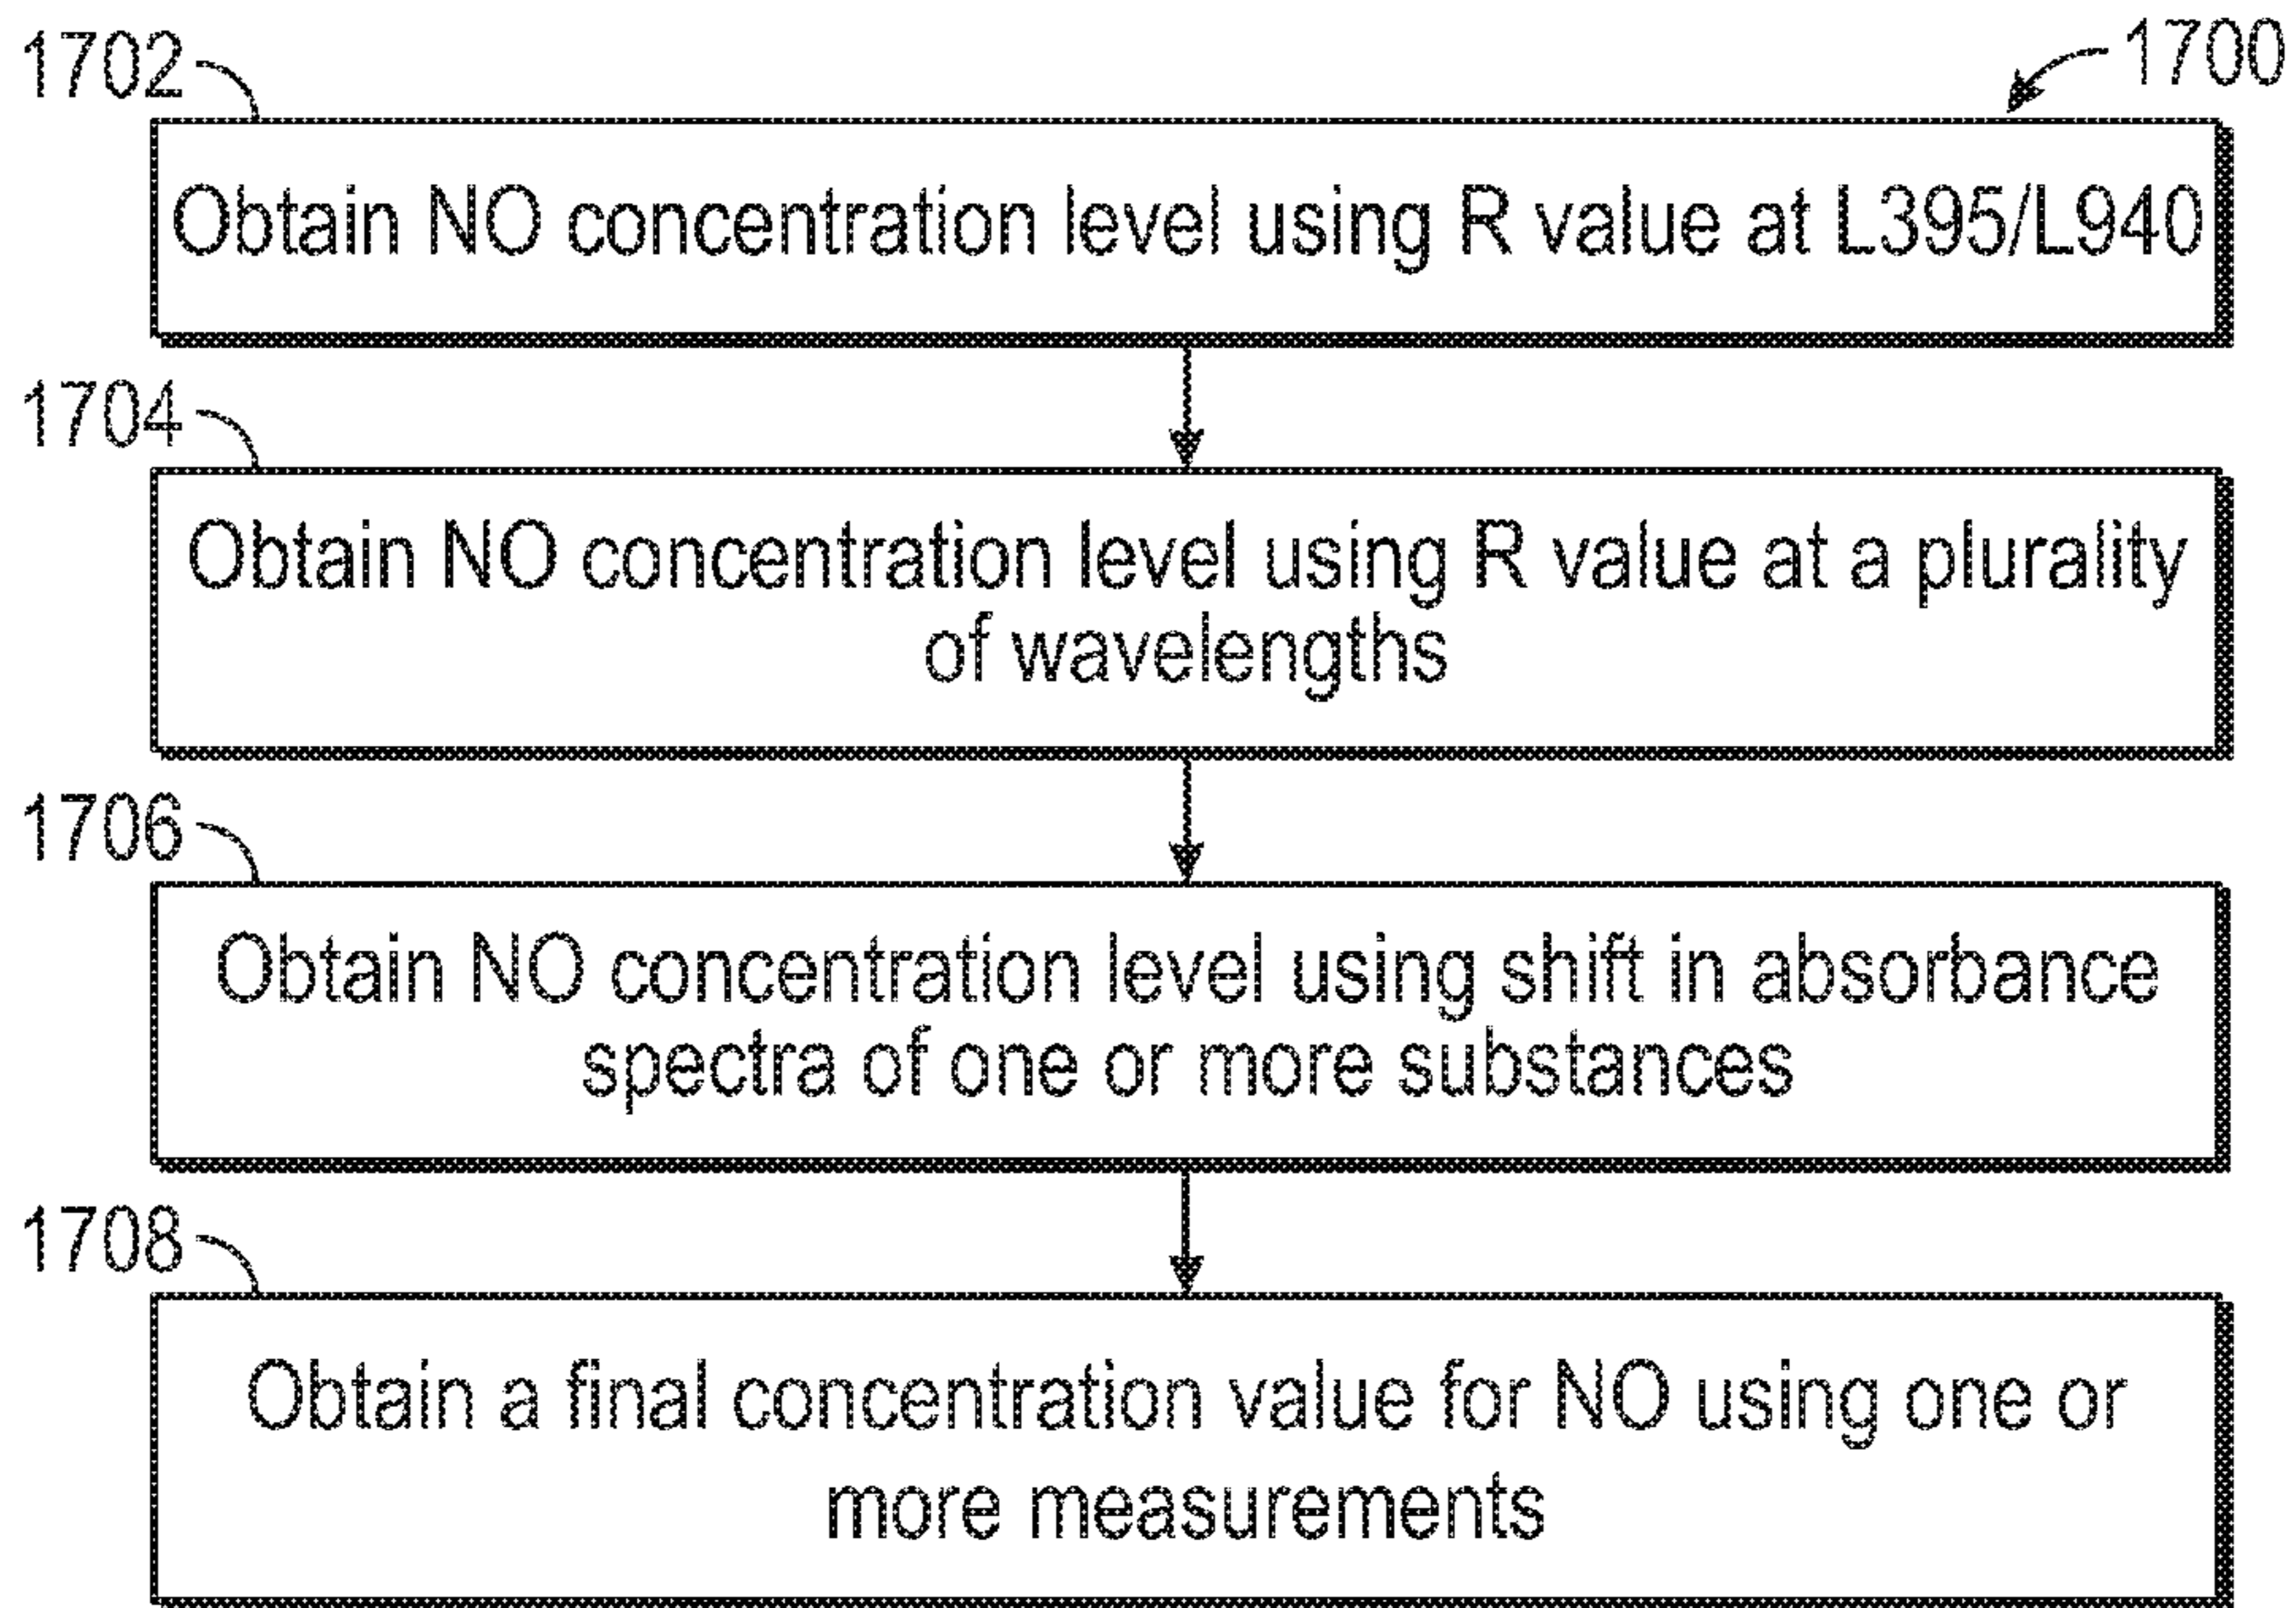 1702
1700
Obtain NO concentration level using R value at L395/L940
1704
Obtain NO concentration level using R value at a plurality
of wavelengths
1706
Obtain NO concentration level using shift in absorbance
spectra of one or more substances
1708
Obtain a final concentration value for NO using one or
more measurements